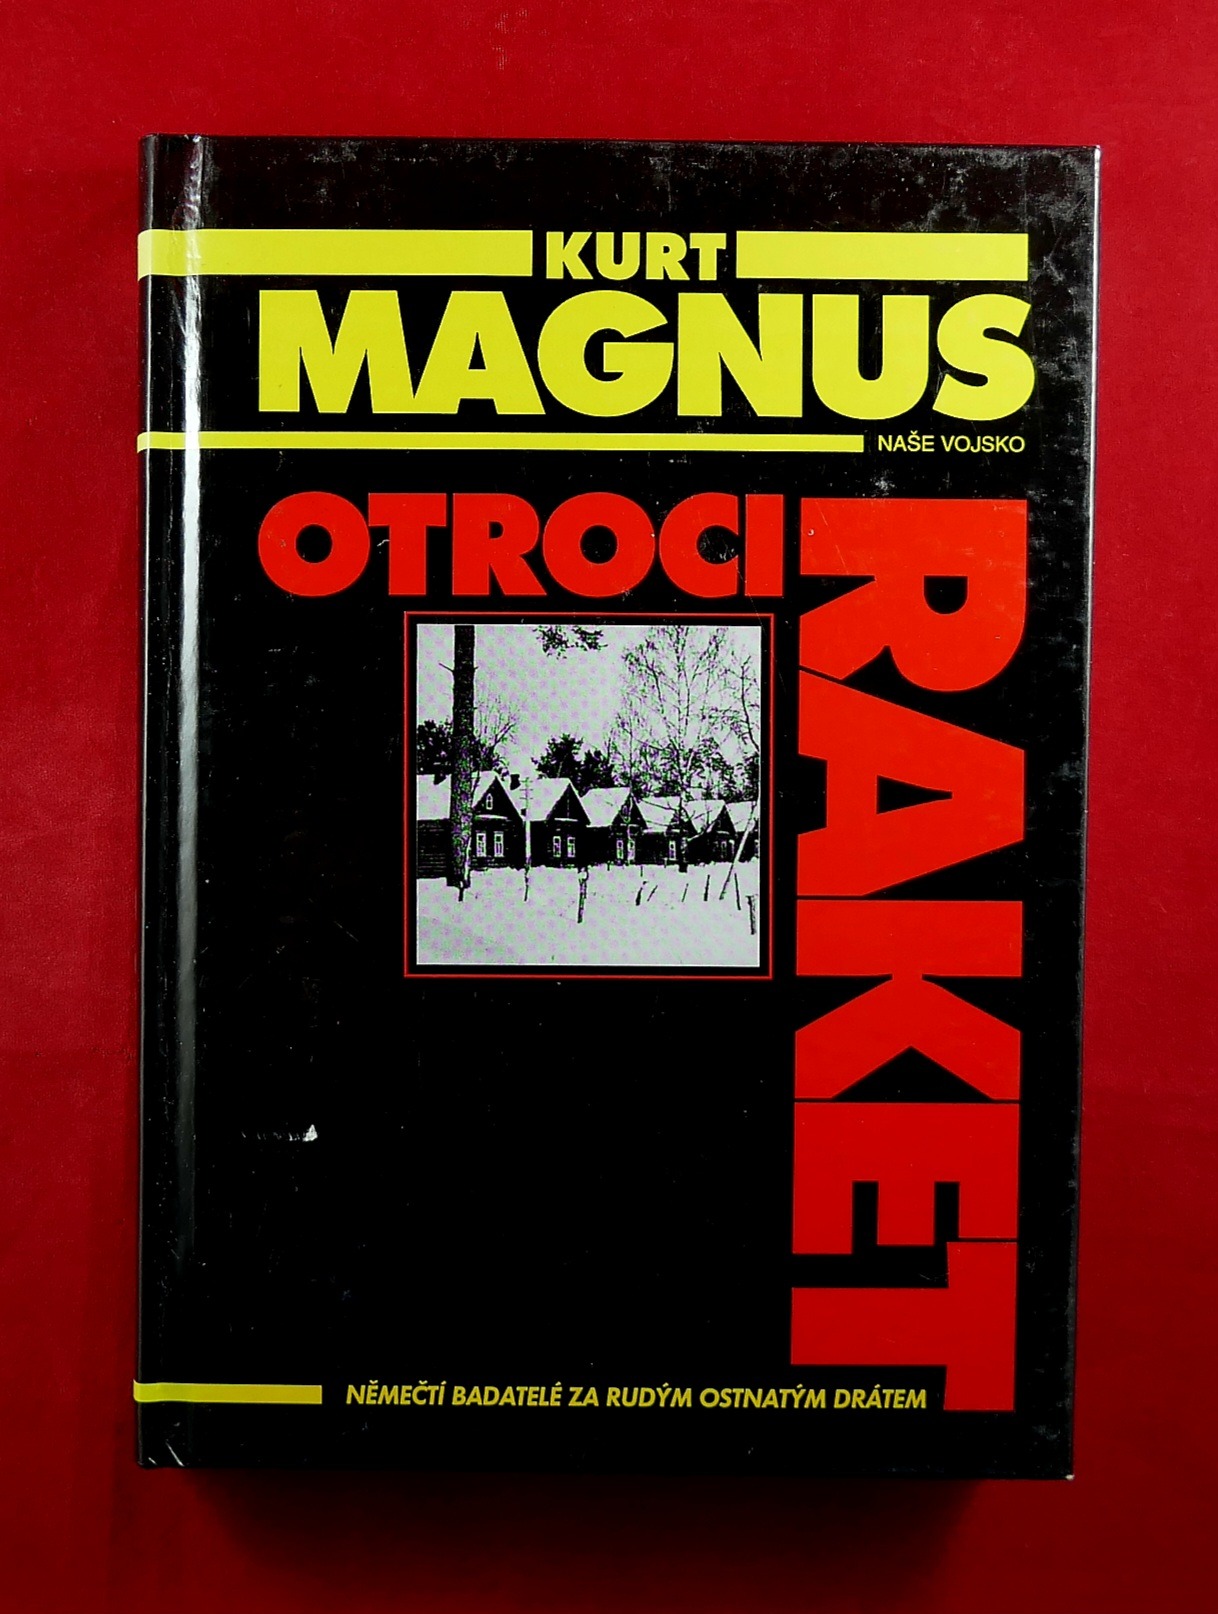 KURT
MAGNUS
NAŠE VOJSKO
OTROCI
RAKET
NĚMEČTÍ BADATELÉ ZA RUDÝM OSTNATÝM DRÁTEM